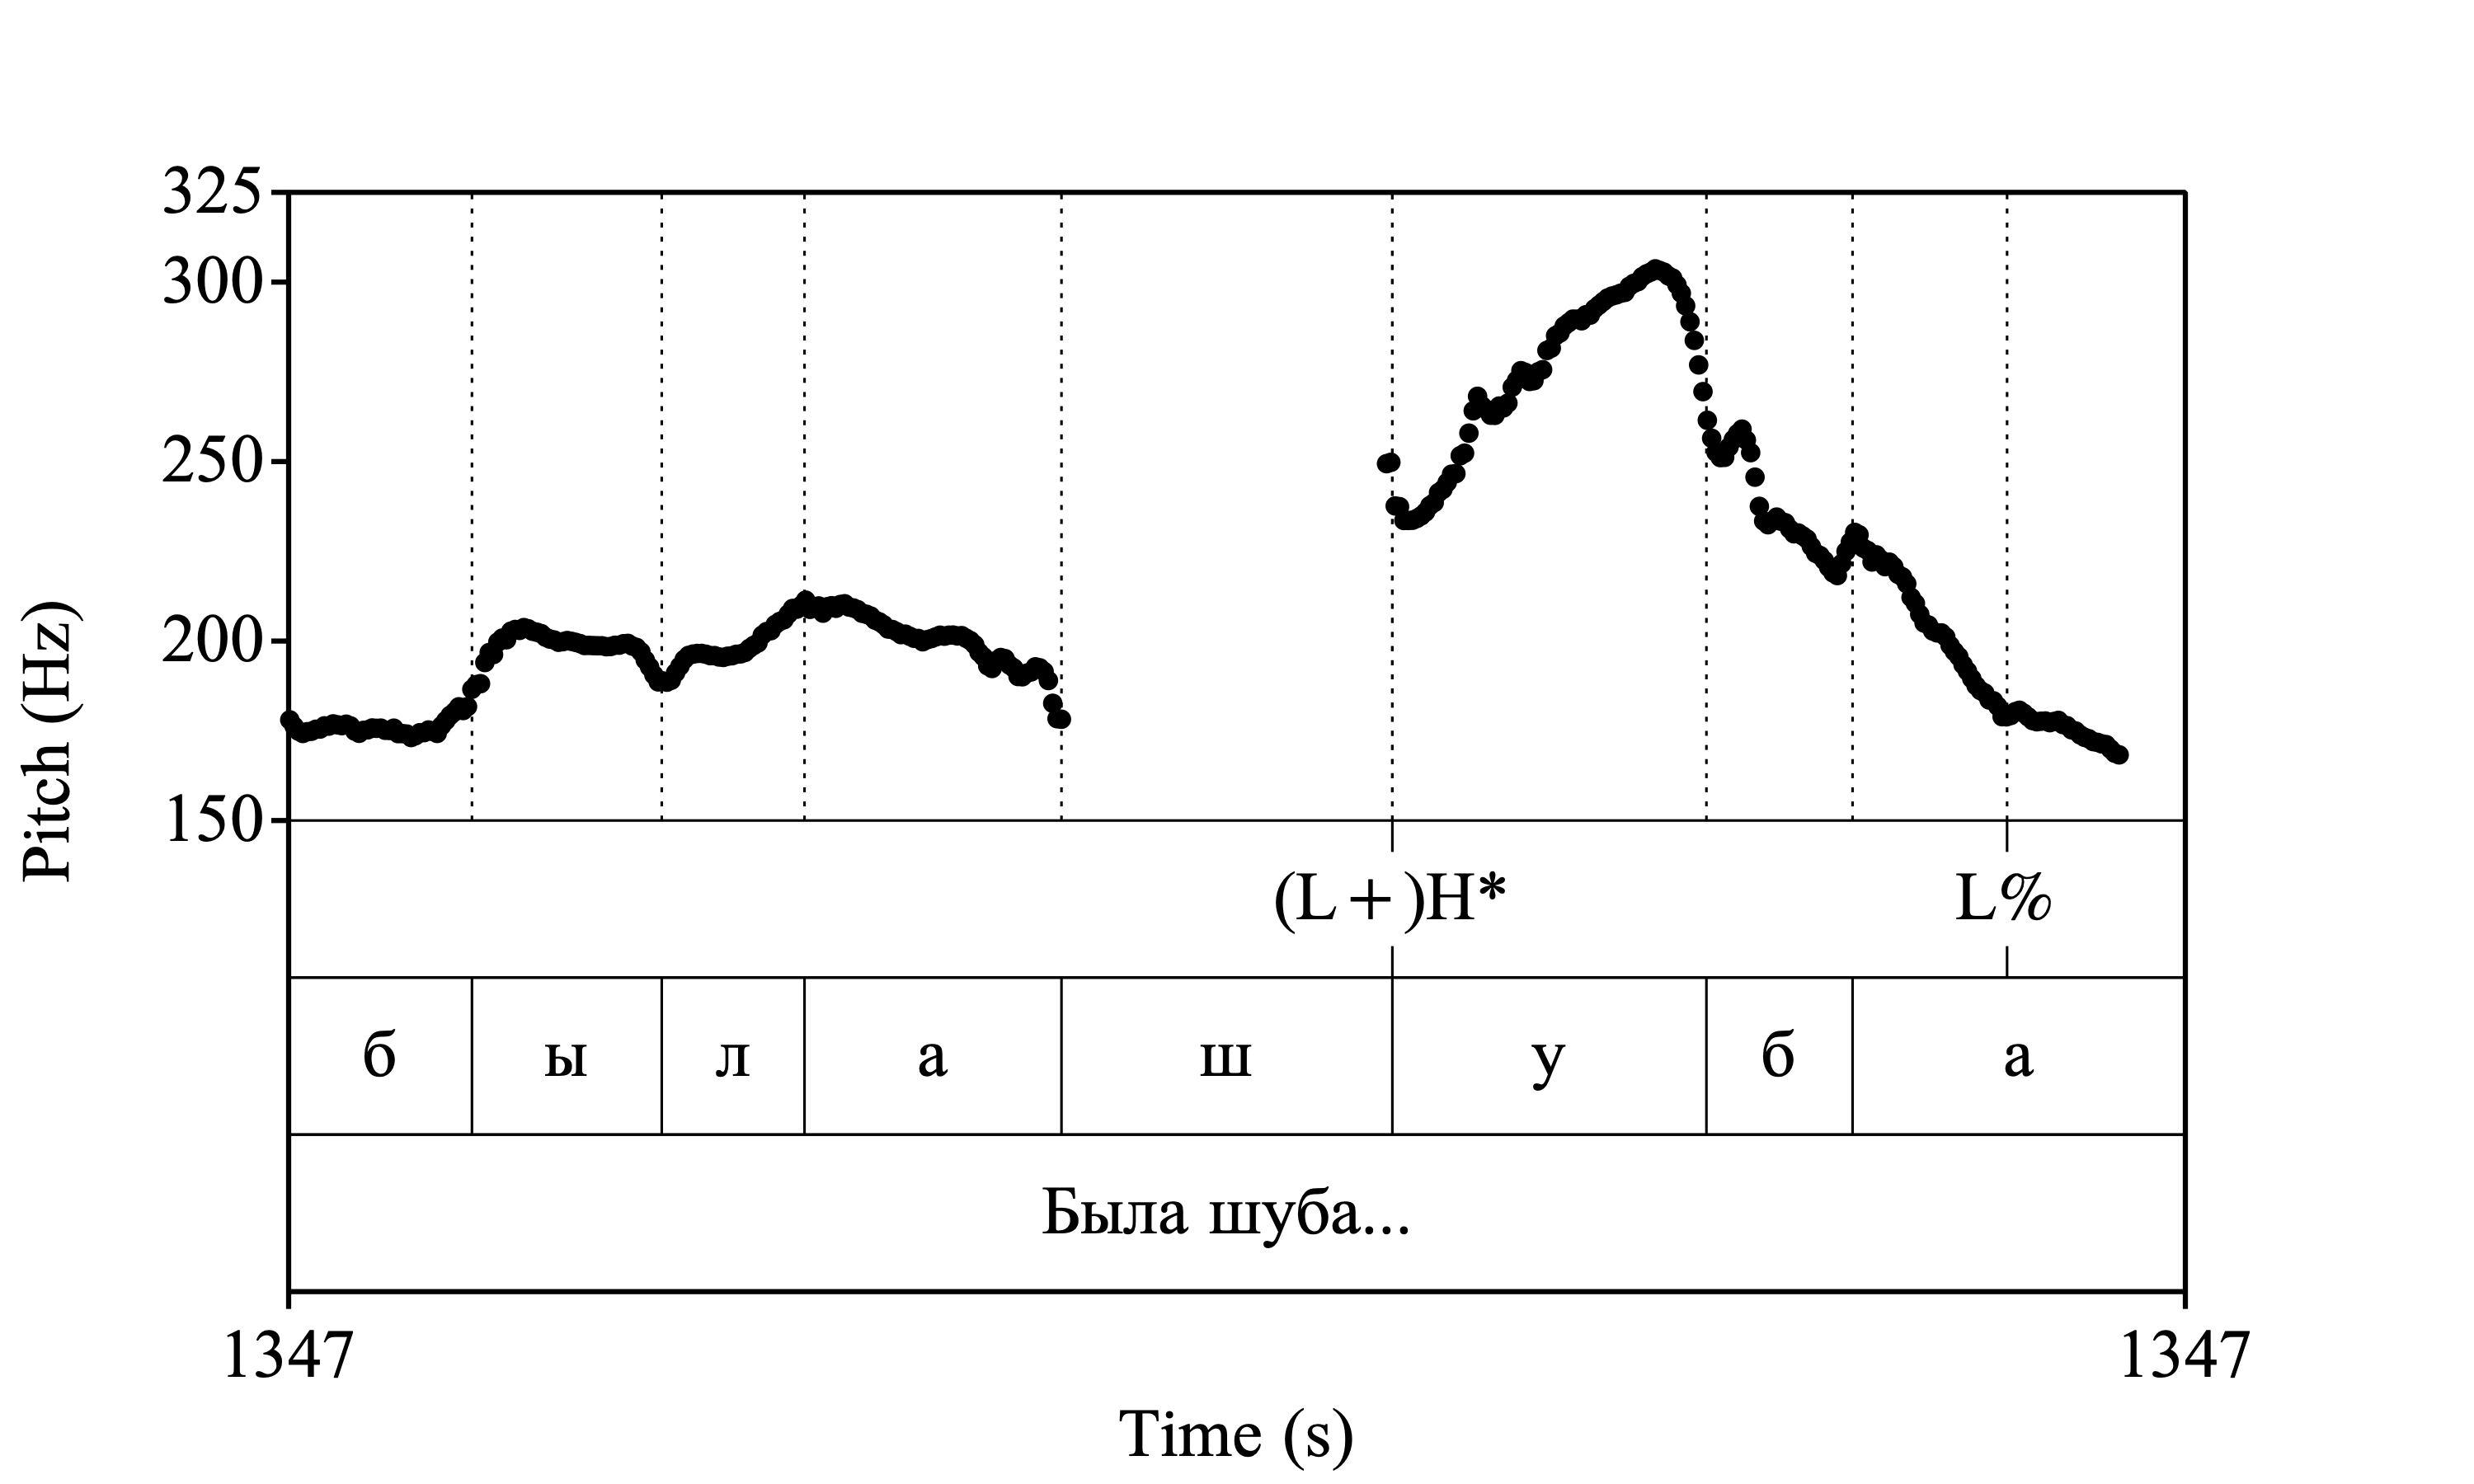 325
300
250
200
150
Pitch (Hz)
(L+)H* L%
б ы л а ш у б а
Была шуба...
1347 1347
Time (s)